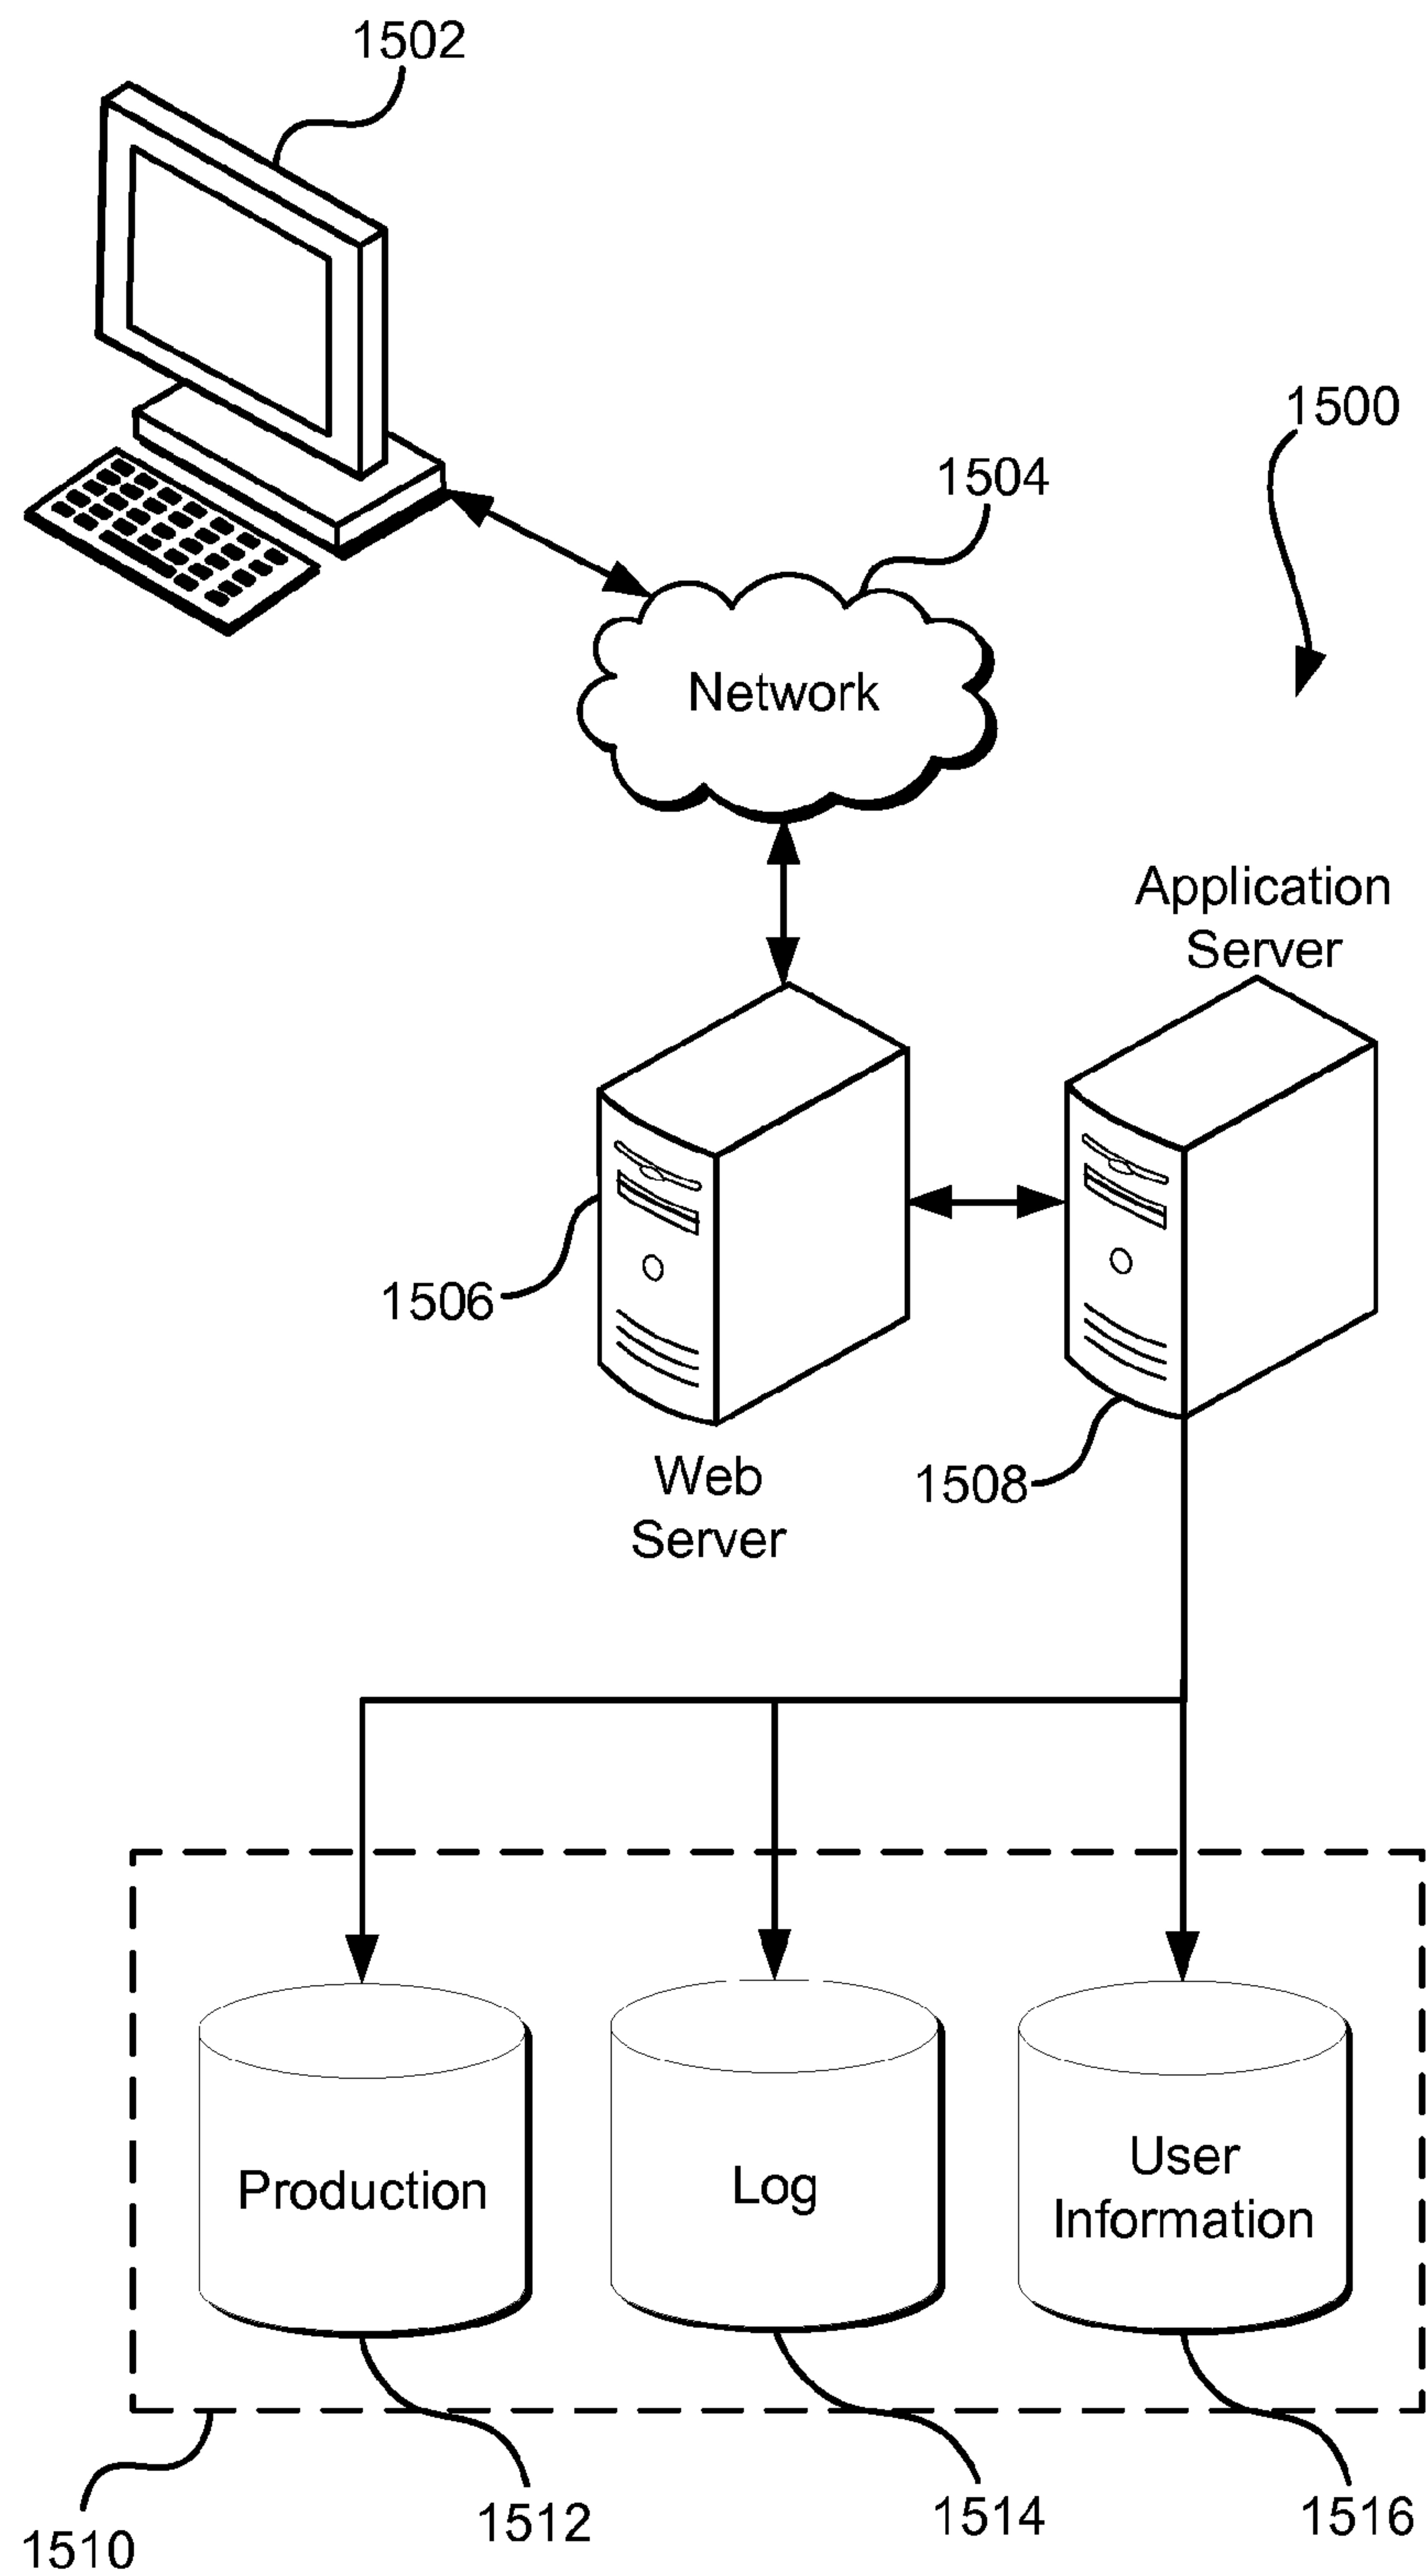 1502
1500
1504
Network
Application
Server
1506
Web
Server
1508
Production
Log
User
Information
1510
1512
1514
1516